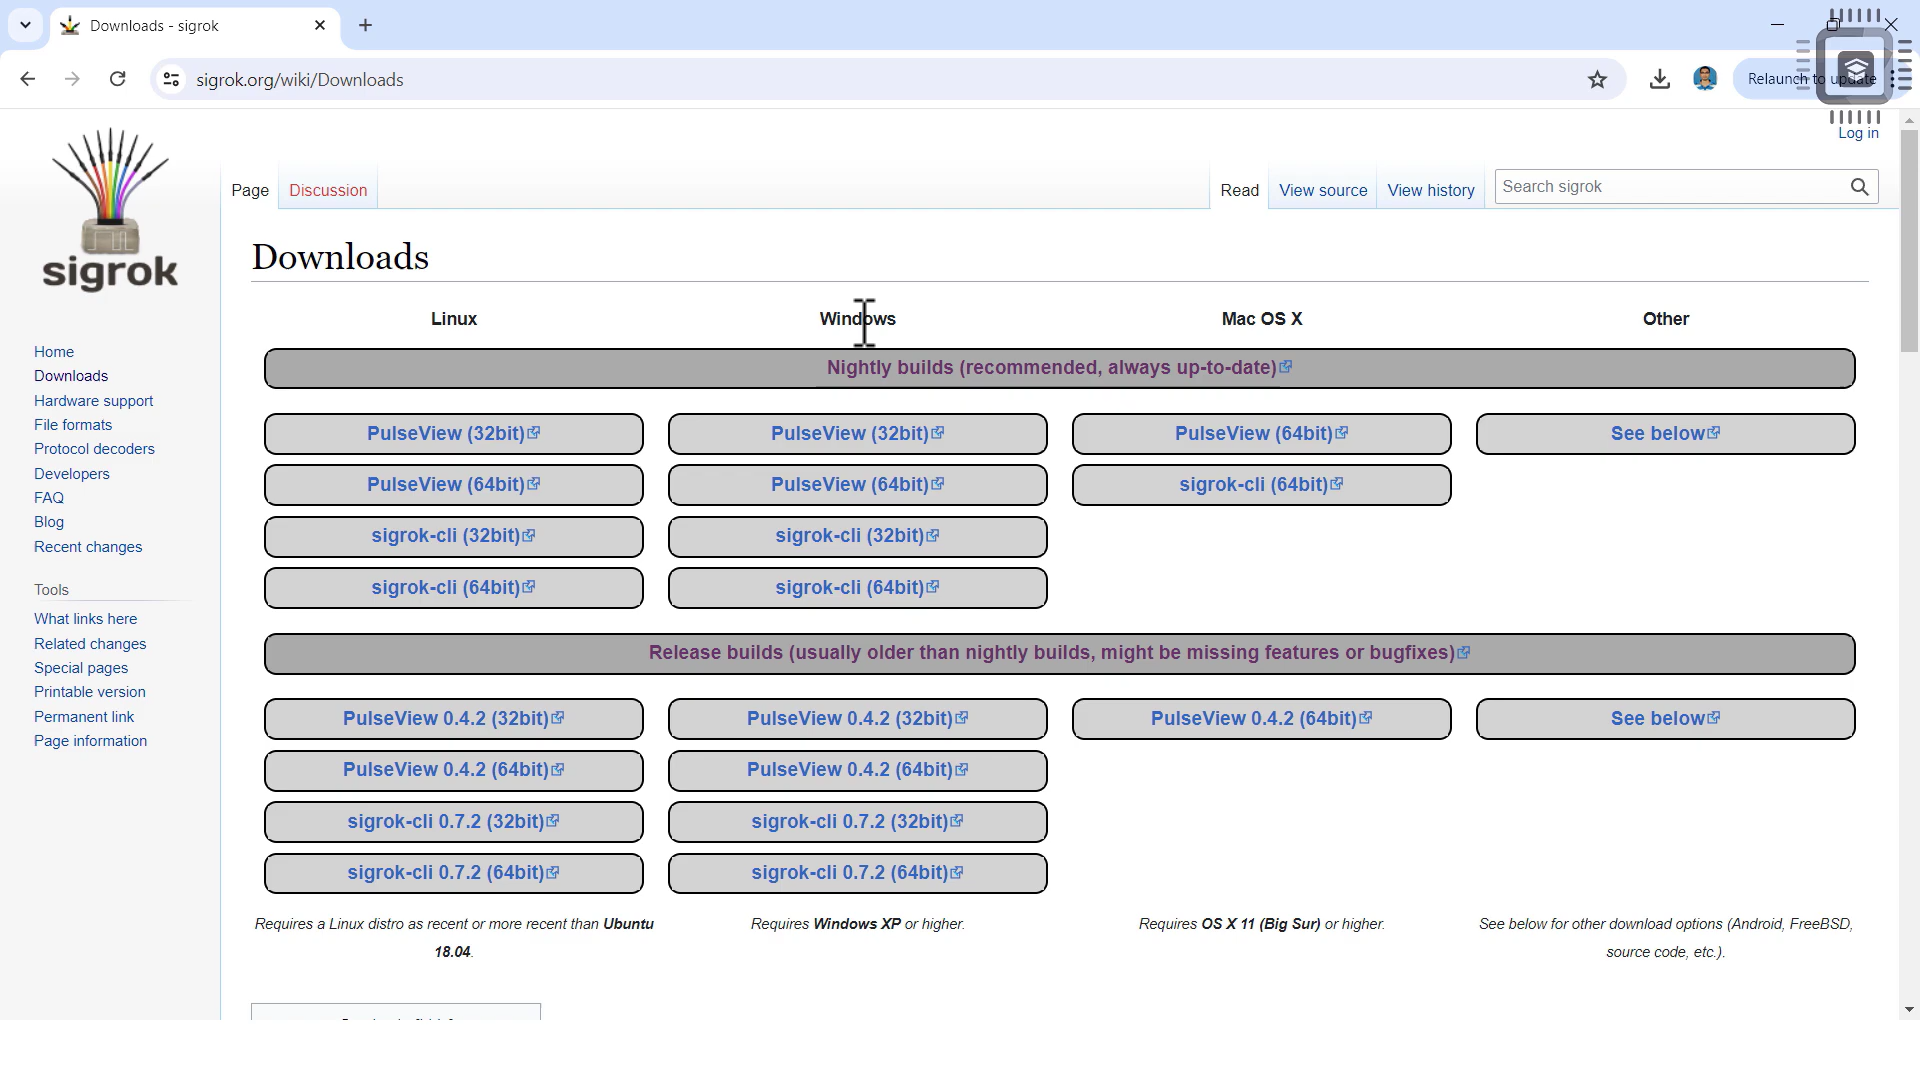 Downloads - sigrok
sigrok.org/wiki/Downloads
Relaunch to update
Log in
sigrok
Page
Discussion
Read
View source
View history
Search sigrok
Downloads
Home
Downloads
Hardware support
File formats
Protocol decoders
Developers
FAQ
Blog
Recent changes
Tools
What links here
Related changes
Special pages
Printable version
Permanent link
Page information
Linux Windows Mac OS X Other
Nightly builds (recommended, always up-to-date)
PulseView (32bit) PulseView (32bit) PulseView (64bit) See below
PulseView (64bit) PulseView (64bit) sigrok-cli (64bit)
sigrok-cli (32bit) sigrok-cli (32bit)
sigrok-cli (64bit) sigrok-cli (64bit)
Release builds (usually older than nightly builds, might be missing features or bugfixes)
PulseView 0.4.2 (32bit) PulseView 0.4.2 (32bit) PulseView 0.4.2 (64bit) See below
PulseView 0.4.2 (64bit) PulseView 0.4.2 (64bit)
sigrok-cli 0.7.2 (32bit) sigrok-cli 0.7.2 (32bit)
sigrok-cli 0.7.2 (64bit) sigrok-cli 0.7.2 (64bit)
Requires a Linux distro as recent or more recent than Ubuntu
18.04.
Requires Windows XP or higher.
Requires OS X 11 (Big Sur) or higher.
See below for other download options (Android, FreeBSD,
source code, etc.).